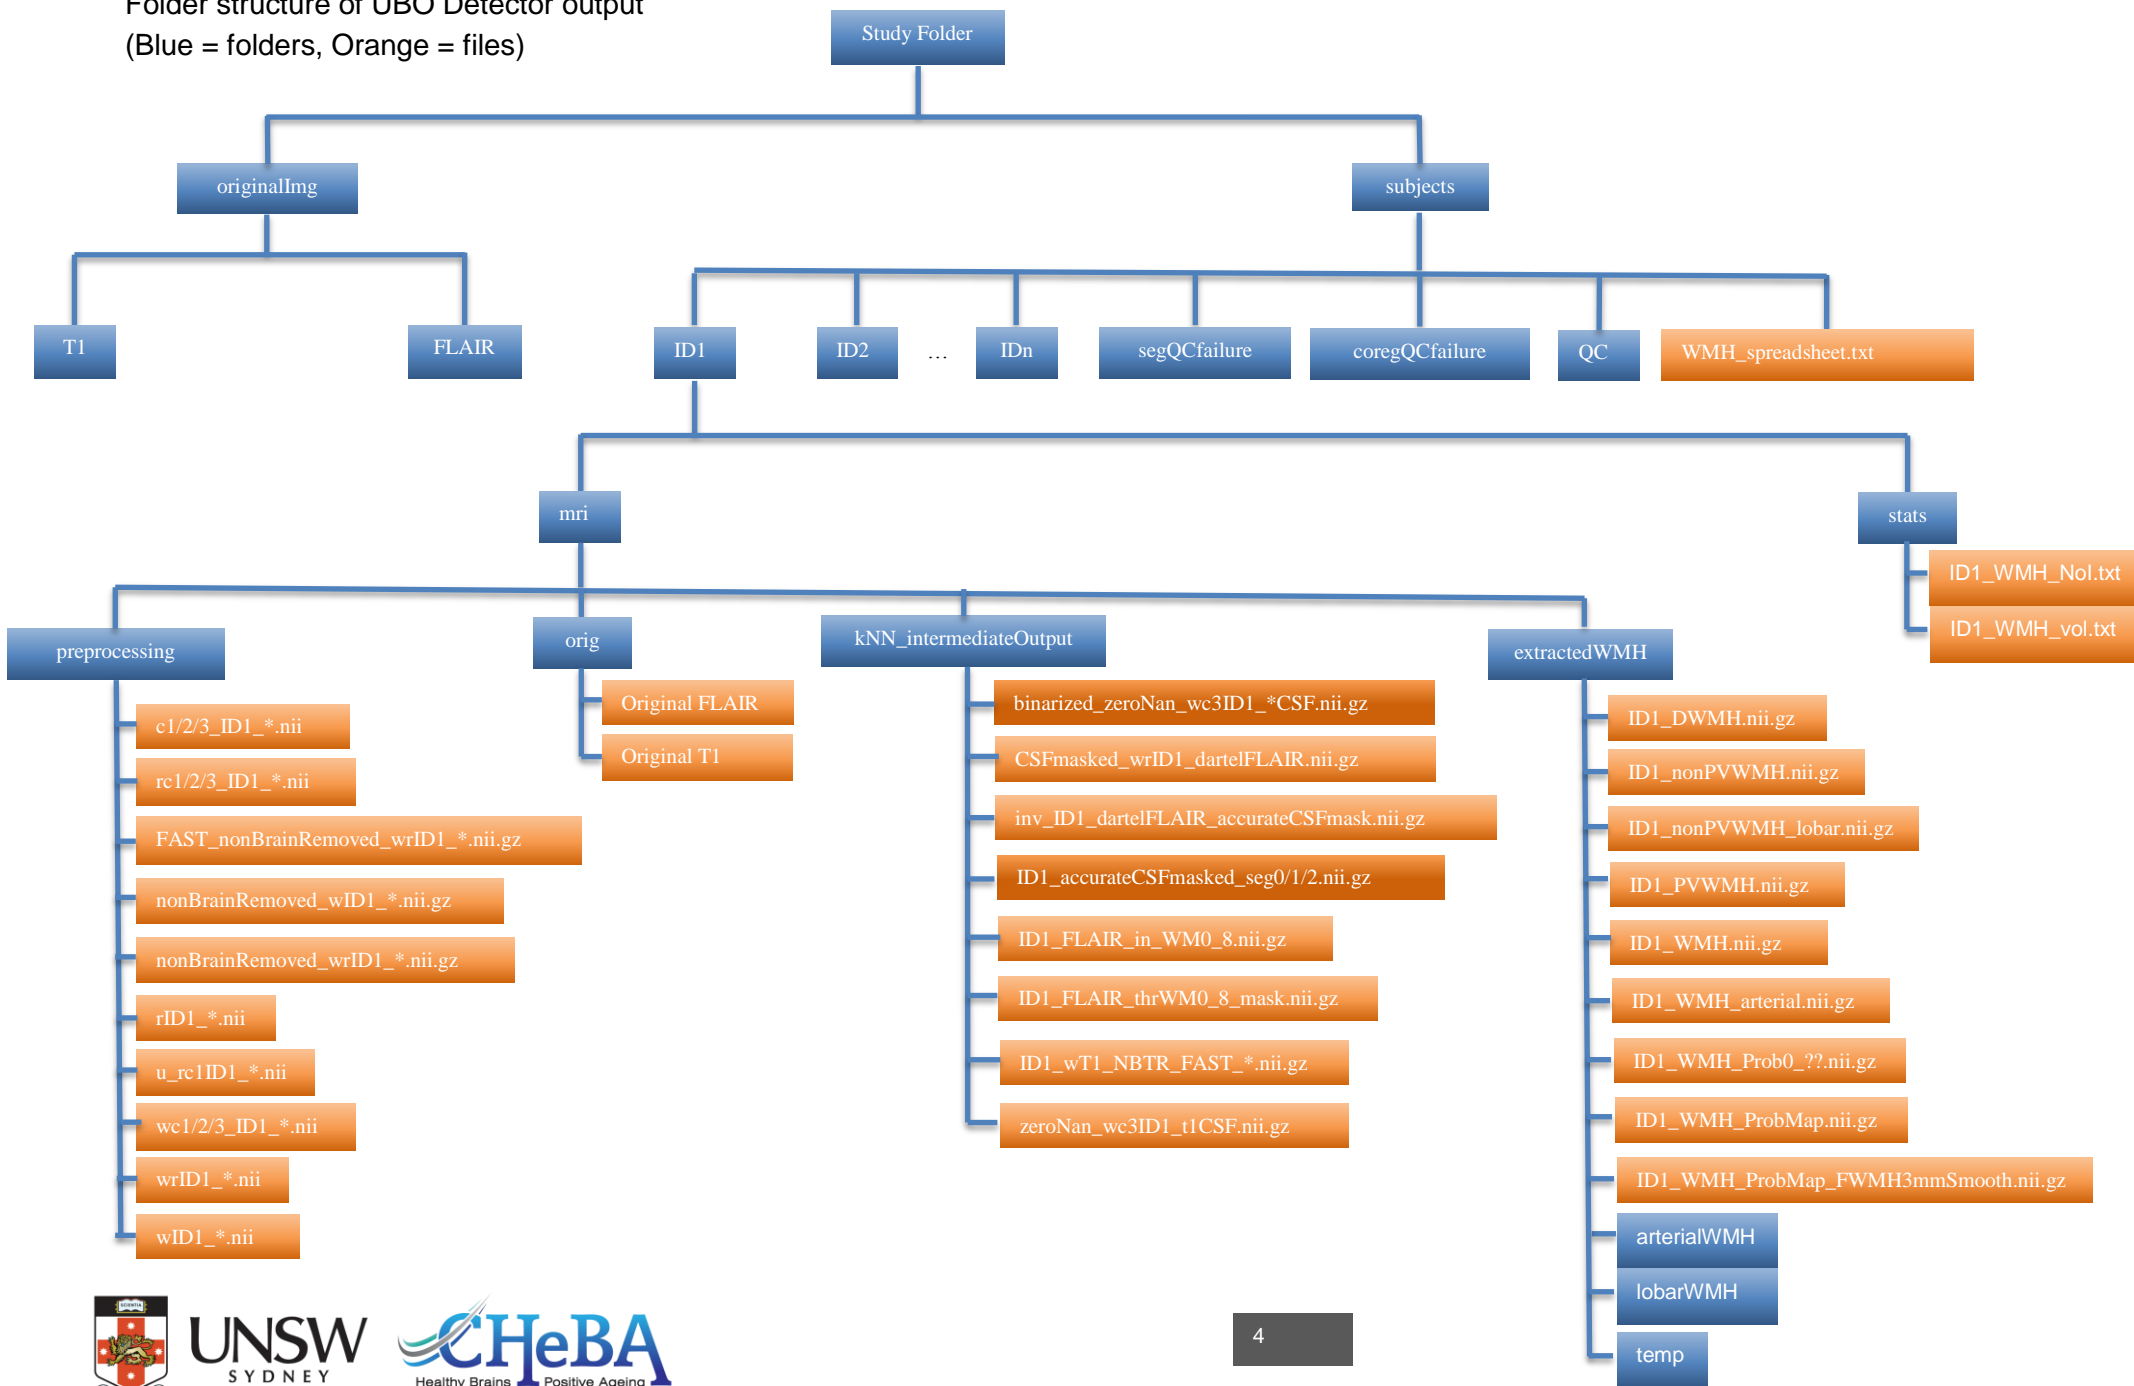 Folder structure of UBO Detector output
(Blue = folders, Orange = files)
Study Folder
originalImg
subjects
T1
FLAIR
ID1
ID2
...
IDn
segQCfailure
coregQCfailure
QC
WMH_spreadsheet.txt
mri
stats
ID1_WMH_NoI.txt
ID1_WMH_vol.txt
preprocessing
orig
kNN_intermediateOutput
extractedWMH
c1/2/3_ID1_*.nii
rc1/2/3_ID1_*.nii
FAST_nonBrainRemoved_wrID1_*.nii.gz
nonBrainRemoved_wID1_*.nii.gz
nonBrainRemoved_wrID1_*.nii.gz
rID1_*.nii
u_rc1ID1_*.nii
wc1/2/3_ID1_*.nii
wrID1_*.nii
wID1_*.nii
Original FLAIR
Original T1
binarized_zeroNan_wc3ID1_*CSF.nii.gz
CSFmasked_wrID1_dartelFLAIR.nii.gz
inv_ID1_dartelFLAIR_accurateCSFmask.nii.gz
ID1_accurateCSFmasked_seg0/1/2.nii.gz
ID1_FLAIR_in_WM0_8.nii.gz
ID1_FLAIR_thrWM0_8_mask.nii.gz
ID1_wT1_NBTR_FAST_*.nii.gz
zeroNan_wc3ID1_t1CSF.nii.gz
ID1_DWMH.nii.gz
ID1_nonPVWMH.nii.gz
ID1_nonPVWMH_lobar.nii.gz
ID1_PVWMH.nii.gz
ID1_WMH.nii.gz
ID1_WMH_arterial.nii.gz
ID1_WMH_Prob0_??.nii.gz
ID1_WMH_ProbMap.nii.gz
ID1_WMH_ProbMap_FWMH3mmSmooth.nii.gz
arterialWMH
lobarWMH
temp
SCIENTIA
UNSW
SYDNEY
CHeBA
Healthy Brains Positive Ageing
4